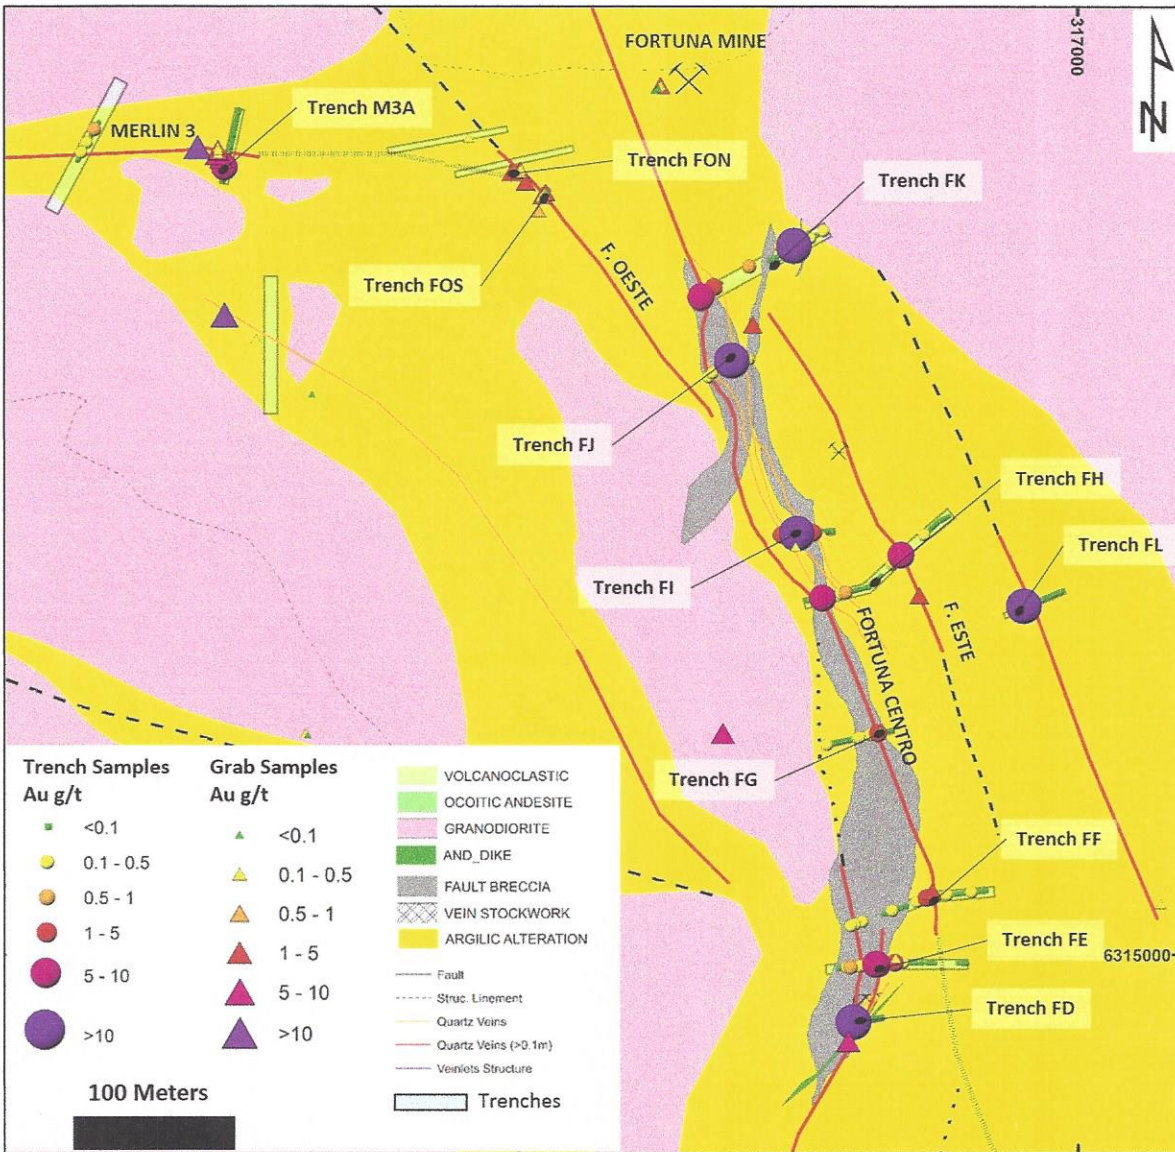 FORTUNA MINE
317000
N
Trench M3A
MERLIN 3
Trench FON
Trench FK
F. OESTE
Trench FOS
Trench FJ
Trench FH
Trench FL
Trench FI
FORTUNA CENTRO
F. ESTE
Trench FG
Trench FF
Trench FE
6315000
Trench FD
Trench Samples
Au g/t
<0.1
0.1 - 0.5
0.5 - 1
1 - 5
5 - 10
>10
Grab Samples
Au g/t
<0.1
0.1 - 0.5
0.5 - 1
1 - 5
5 - 10
>10
VOLCANOCLASTIC
OCOITIC ANDESITE
GRANODIORITE
AND_DIKE
FAULT BRECCIA
VEIN STOCKWORK
ARGILIC ALTERATION
Fault
Struc. Linement
Quartz Veins
Quartz Veins (>0.1m)
Veinlets Structure
Trenches
100 Meters